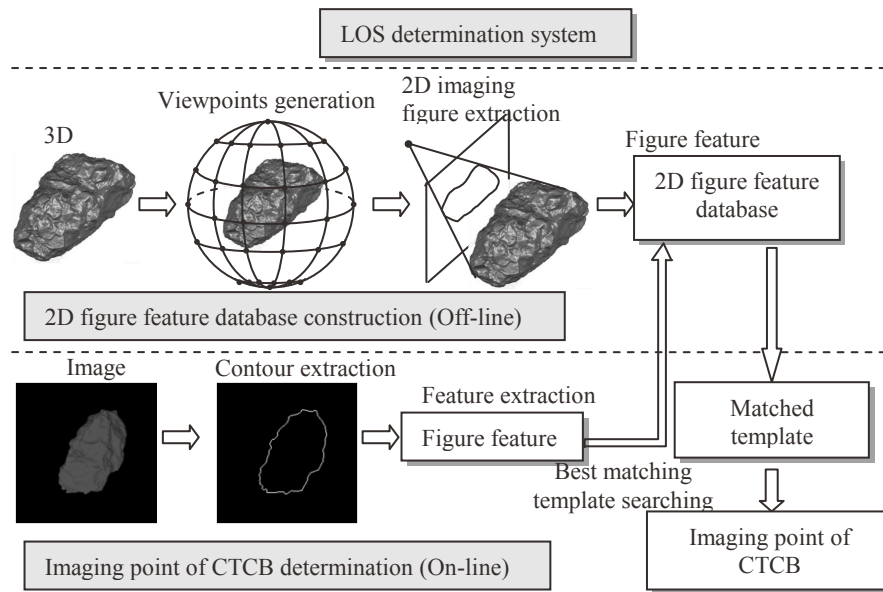 LOS determination system
Viewpoints generation
2D imaging
figure extraction
3D
Figure feature
2D figure feature
database
2D figure feature database construction (Off-line)
Image
Contour extraction
Feature extraction
Figure feature
Matched
template
Best matching
template searching
Imaging point of
CTCB
Imaging point of CTCB determination (On-line)